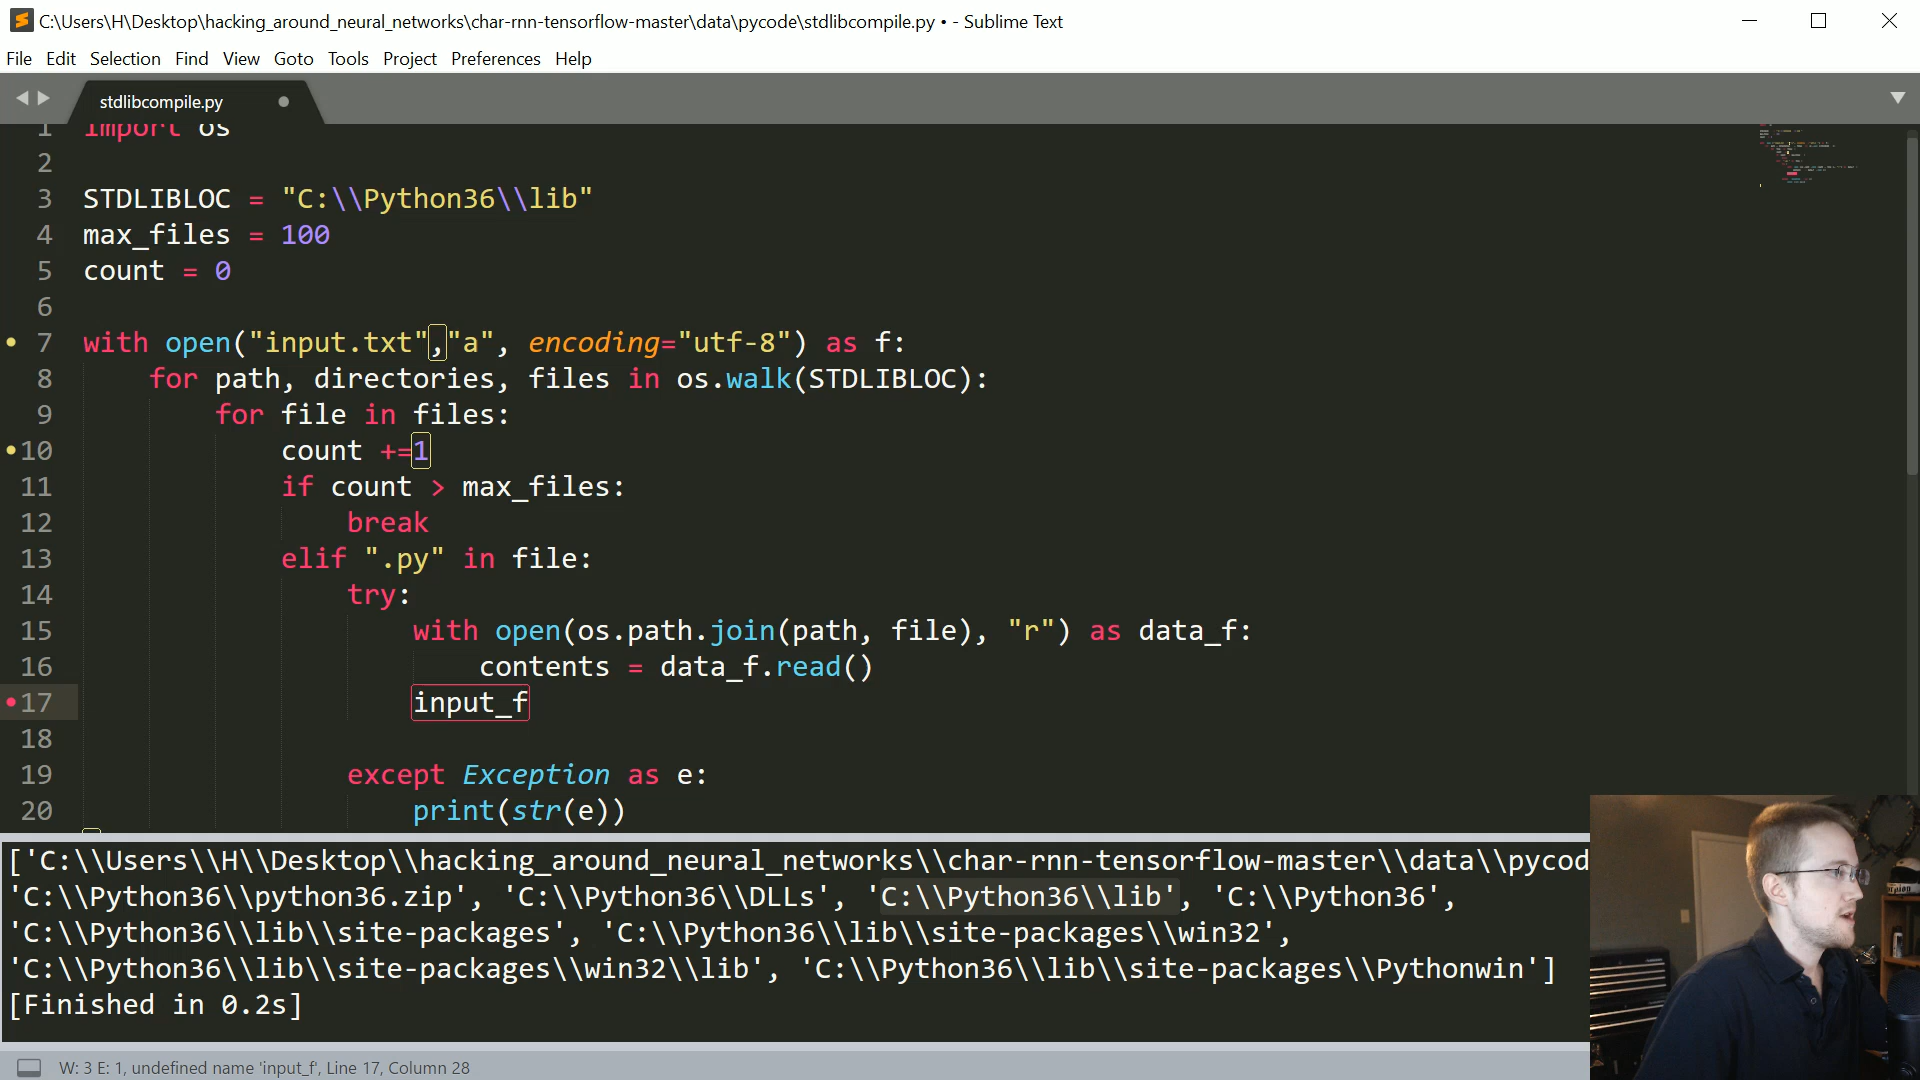 C:\Users\H\Desktop\hacking_around_neural_networks\char-rnn-tensorflow-master\data\pycode\stdlibcompile.py • - Sublime Text
File Edit Selection Find View Goto Tools Project Preferences Help
stdlibcompile.py
1 import os
2
3 STDLIBLOC = "C:\\Python36\\lib"
4 max_files = 100
5 count = 0
6
7 with open("input.txt","a", encoding="utf-8") as f:
8 for path, directories, files in os.walk(STDLIBLOC):
9 for file in files:
10 count +=1
11 if count > max_files:
12 break
13 elif ".py" in file:
14 try:
15 with open(os.path.join(path, file), "r") as data_f:
16 contents = data_f.read()
17 input_f
18
19 except Exception as e:
20 print(str(e))
['C:\\Users\\H\\Desktop\\hacking_around_neural_networks\\char-rnn-tensorflow-master\\data\\pycod
'C:\\Python36\\python36.zip', 'C:\\Python36\\DLLs', 'C:\\Python36\\lib', 'C:\\Python36',
'C:\\Python36\\lib\\site-packages', 'C:\\Python36\\lib\\site-packages\\win32',
'C:\\Python36\\lib\\site-packages\\win32\\lib', 'C:\\Python36\\lib\\site-packages\\Pythonwin']
[Finished in 0.2s]
W: 3 E: 1, undefined name 'input_f', Line 17, Column 28